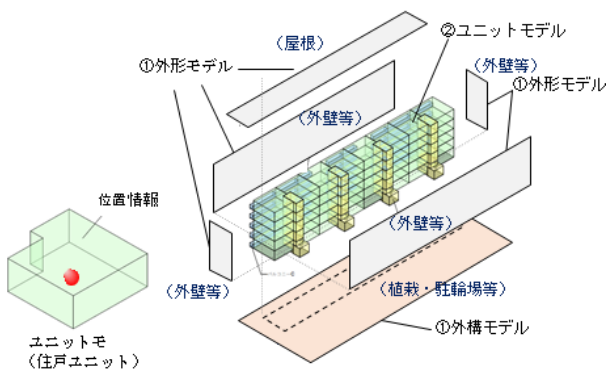 （屋根）
②ユニットモデル
①外形モデル
（外壁等）
①外形モデル
（外壁等）
位置情報
（外壁等）
（外壁等）
（植栽・駐輪場等）
①外構モデル
ユニットモ
（住戸ユニット）